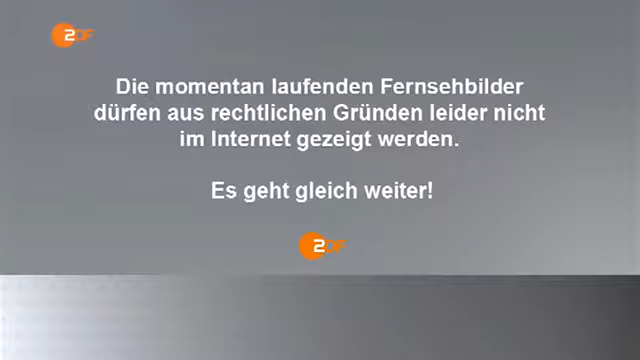 ZDF
Die momentan laufenden Fernsehbilder
dürfen aus rechtlichen Gründen leider nicht
im Internet gezeigt werden.
Es geht gleich weiter!
ZDF